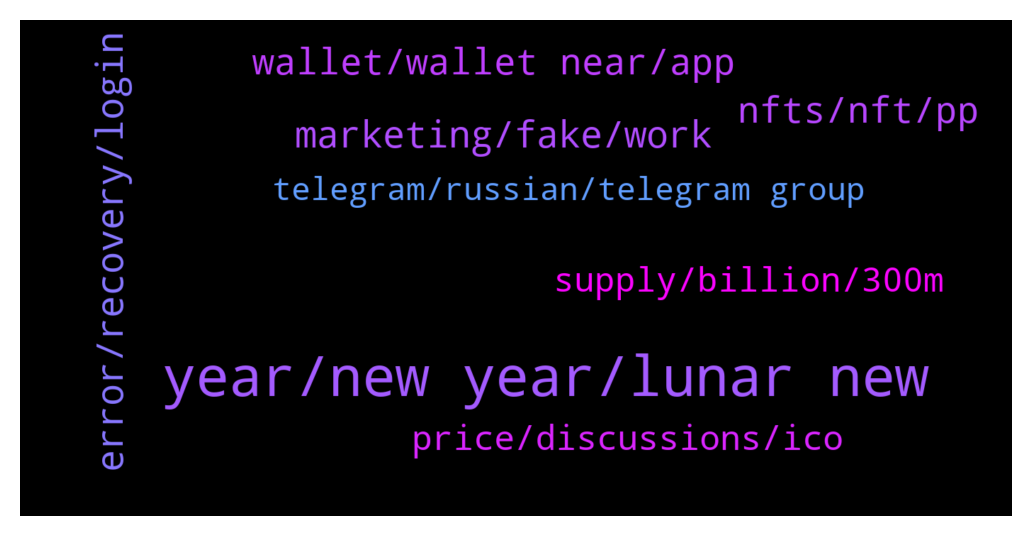 wallet/wallet near/app
nfts/nft/pp
marketing/fake/work
telegram/russian/telegram group
error/recovery/login
supply/billion/300m
year/new year/lunar new
price/discussions/ico